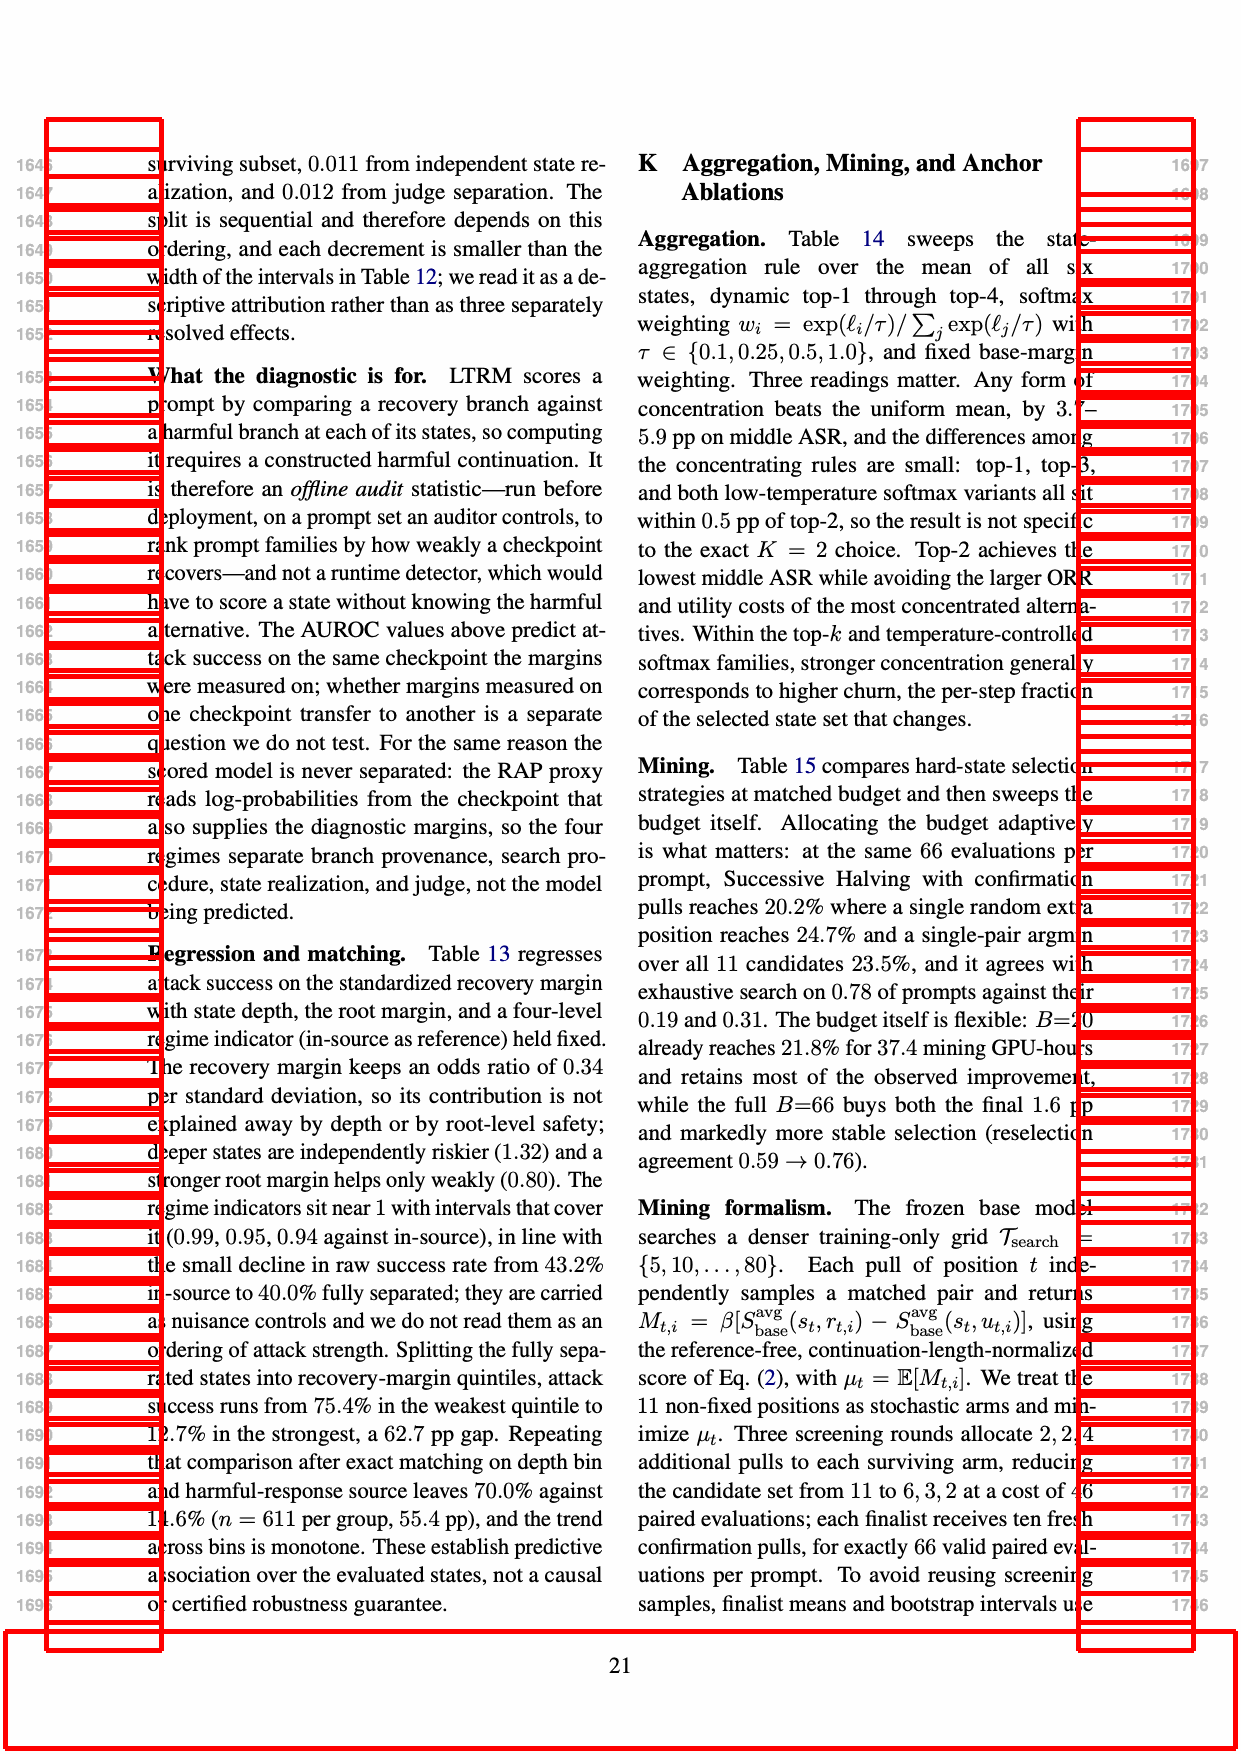 surviving subset, 0.011 from independent state re-
alization, and 0.012 from judge separation. The
split is sequential and therefore depends on this
ordering, and each decrement is smaller than the
width of the intervals in Table 12; we read it as a de-
scriptive attribution rather than as three separately
resolved effects.
What the diagnostic is for. LTRM scores a
prompt by comparing a recovery branch against
a harmful branch at each of its states, so computing
it requires a constructed harmful continuation. It
is therefore an offline audit statistic—run before
deployment, on a prompt set an auditor controls, to
rank prompt families by how weakly a checkpoint
recovers—and not a runtime detector, which would
have to score a state without knowing the harmful
alternative. The AUROC values above predict at-
tack success on the same checkpoint the margins
were measured on; whether margins measured on
one checkpoint transfer to another is a separate
question we do not test. For the same reason the
scored model is never separated: the RAP proxy
reads log-probabilities from the checkpoint that
also supplies the diagnostic margins, so the four
regimes separate branch provenance, search pro-
cedure, state realization, and judge, not the model
being predicted.
Regression and matching. Table 13 regresses
attack success on the standardized recovery margin
with state depth, the root margin, and a four-level
regime indicator (in-source as reference) held fixed.
The recovery margin keeps an odds ratio of 0.34
per standard deviation, so its contribution is not
explained away by depth or by root-level safety;
deeper states are independently riskier (1.32) and a
stronger root margin helps only weakly (0.80). The
regime indicators sit near 1 with intervals that cover
it (0.99, 0.95, 0.94 against in-source), in line with
the small decline in raw success rate from 43.2%
in-source to 40.0% fully separated; they are carried
as nuisance controls and we do not read them as an
ordering of attack strength. Splitting the fully sepa-
rated states into recovery-margin quintiles, attack
success runs from 75.4% in the weakest quintile to
12.7% in the strongest, a 62.7 pp gap. Repeating
that comparison after exact matching on depth bin
and harmful-response source leaves 70.0% against
14.6% (n = 611 per group, 55.4 pp), and the trend
across bins is monotone. These establish predictive
association over the evaluated states, not a causal
or certified robustness guarantee.
K Aggregation, Mining, and Anchor
Ablations
Aggregation. Table 14 sweeps the state-
aggregation rule over the mean of all six
states, dynamic top-1 through top-4, softmax
weighting wᵢ = exp(ℓᵢ/τ)/∑ⱼ exp(ℓⱼ/τ) with
τ ∈ {0.1, 0.25, 0.5, 1.0}, and fixed base-margin
weighting. Three readings matter. Any form of
concentration beats the uniform mean, by 3.7–
5.9 pp on middle ASR, and the differences among
the concentrating rules are small: top-1, top-3,
and both low-temperature softmax variants all sit
within 0.5 pp of top-2, so the result is not specific
to the exact K = 2 choice. Top-2 achieves the
lowest middle ASR while avoiding the larger ORR
and utility costs of the most concentrated alterna-
tives. Within the top-k and temperature-controlled
softmax families, stronger concentration generally
corresponds to higher churn, the per-step fraction
of the selected state set that changes.
Mining. Table 15 compares hard-state selection
strategies at matched budget and then sweeps the
budget itself. Allocating the budget adaptively
is what matters: at the same 66 evaluations per
prompt, Successive Halving with confirmation
pulls reaches 20.2% where a single random extra
position reaches 24.7% and a single-pair argmin
over all 11 candidates 23.5%, and it agrees with
exhaustive search on 0.78 of prompts against their
0.19 and 0.31. The budget itself is flexible: B=20
already reaches 21.8% for 37.4 mining GPU-hours
and retains most of the observed improvement,
while the full B=66 buys both the final 1.6 pp
and markedly more stable selection (reselection
agreement 0.59 → 0.76).
Mining formalism. The frozen base model
searches a denser training-only grid 𝒯_search =
{5, 10, . . . , 80}. Each pull of position t inde-
pendently samples a matched pair and returns
M_{t,i} = β[S_base^avg(s_t, r_{t,i}) − S_base^avg(s_t, u_{t,i})], using
the reference-free, continuation-length-normalized
score of Eq. (2), with μ_t = 𝔼[M_{t,i}]. We treat the
11 non-fixed positions as stochastic arms and min-
imize μ_t. Three screening rounds allocate 2, 2, 4
additional pulls to each surviving arm, reducing
the candidate set from 11 to 6, 3, 2 at a cost of 46
paired evaluations; each finalist receives ten fresh
confirmation pulls, for exactly 66 valid paired eval-
uations per prompt. To avoid reusing screening
samples, finalist means and bootstrap intervals use
21